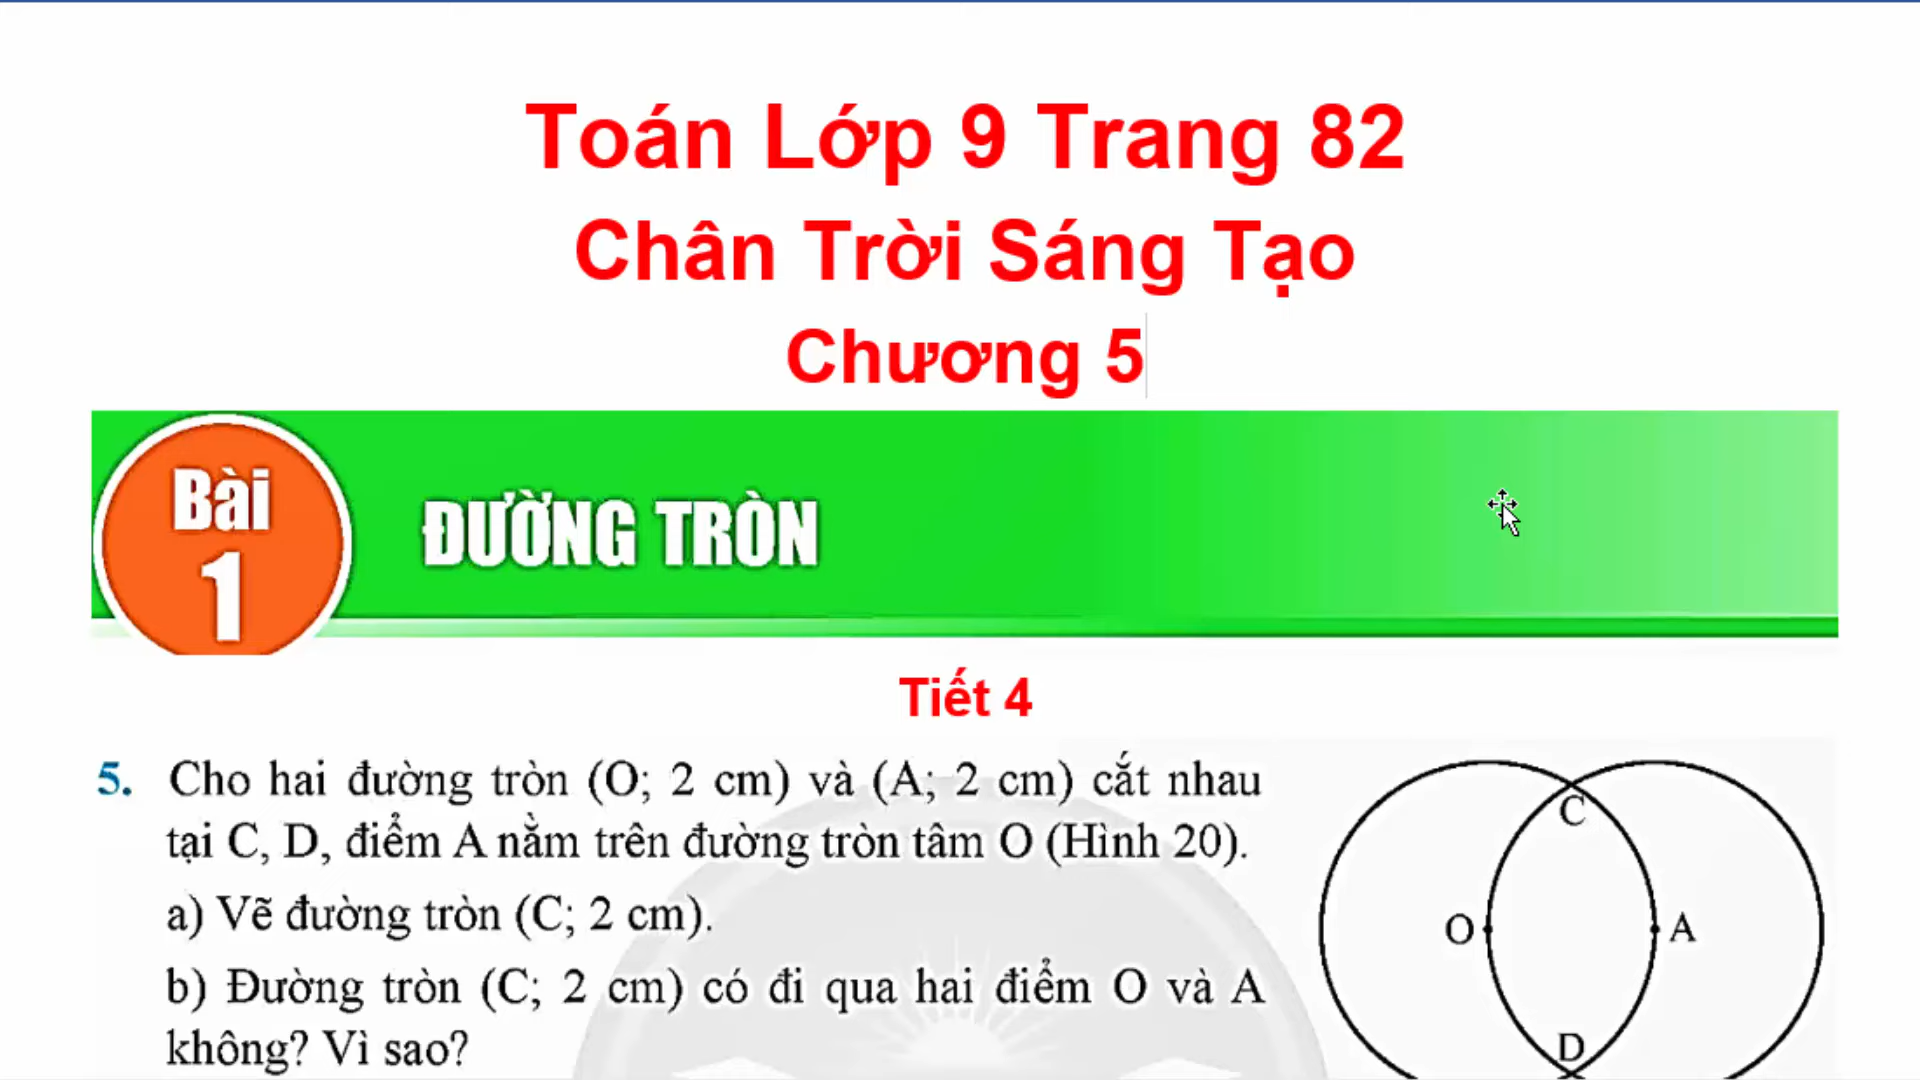 Toán Lớp 9 Trang 82
Chân Trời Sáng Tạo
Chương 5
Bài
1
ĐƯỜNG TRÒN
Tiết 4
5. Cho hai đường tròn (O; 2 cm) và (A; 2 cm) cắt nhau
tại C, D, điểm A nằm trên đường tròn tâm O (Hình 20).
a) Vẽ đường tròn (C; 2 cm).
b) Đường tròn (C; 2 cm) có đi qua hai điểm O và A
không? Vì sao?
C
O
A
D